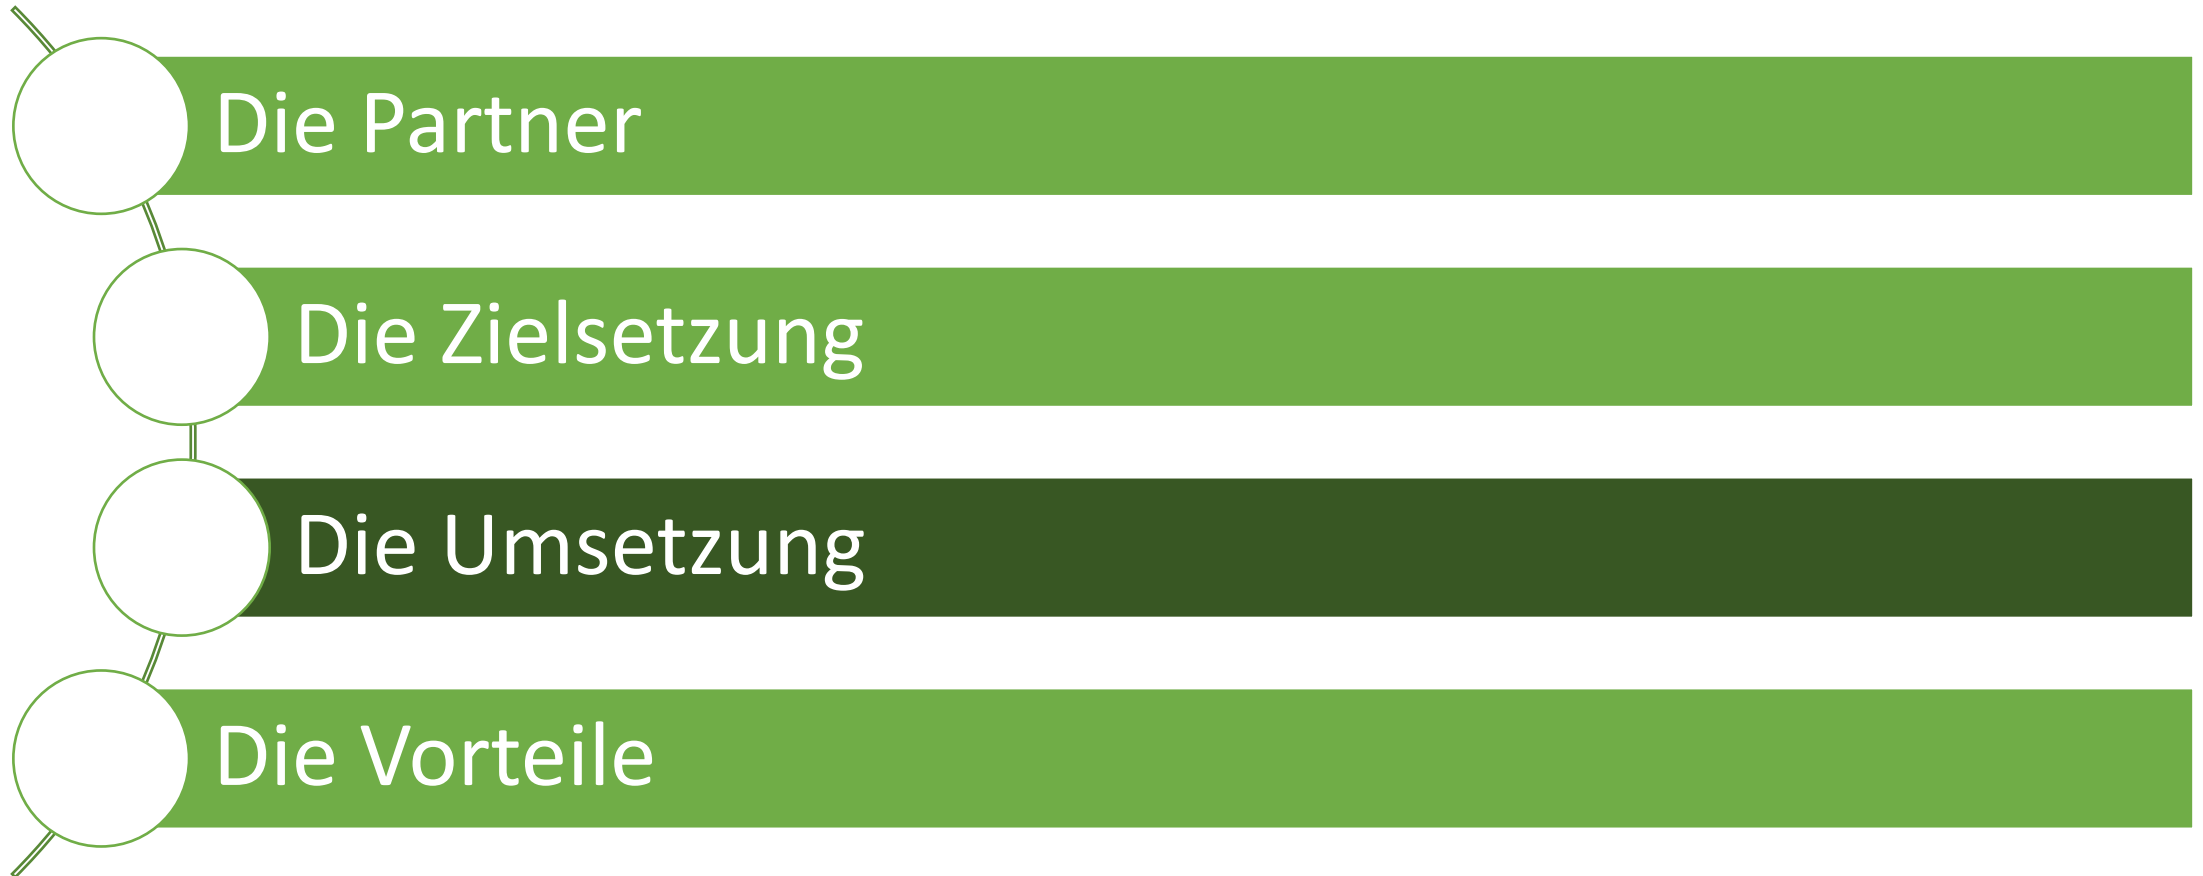 Die Partner
Die Zielsetzung
Die Umsetzung
Die Vorteile